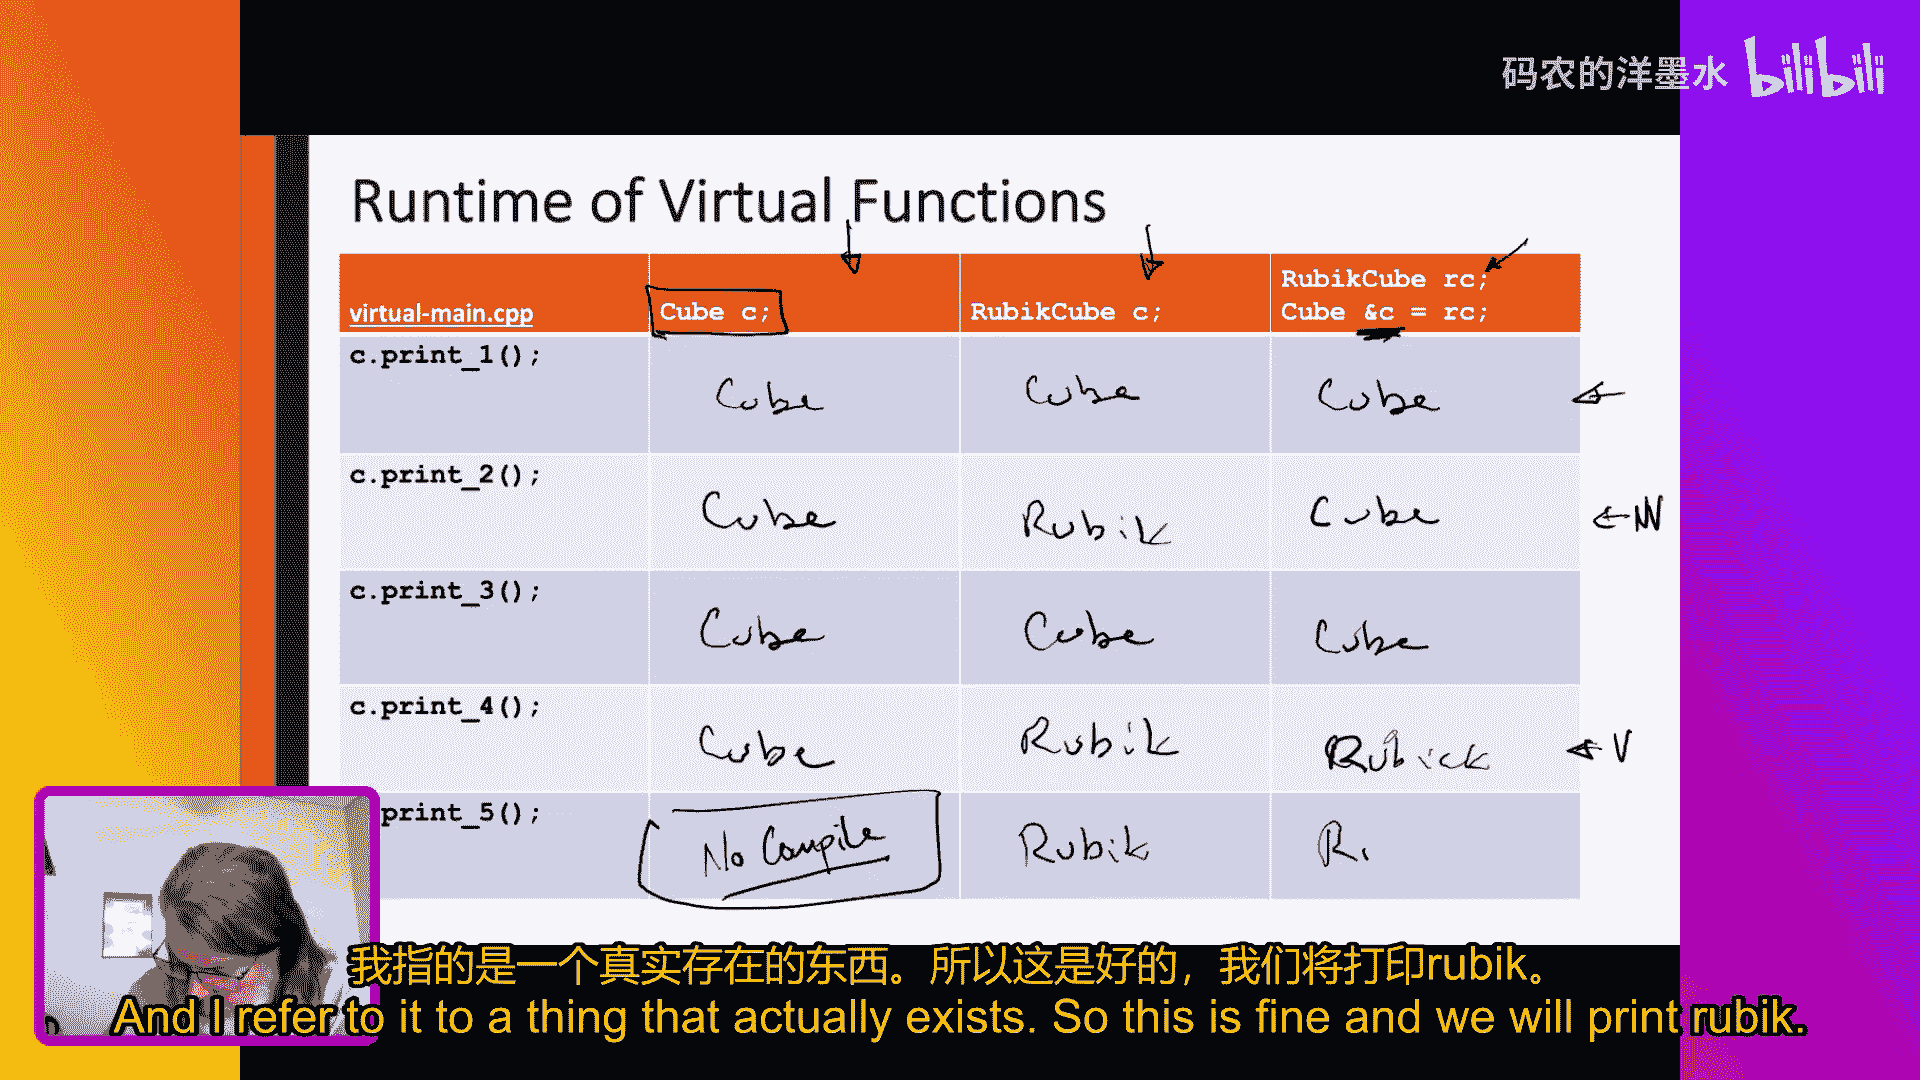 码农的洋墨水 bilibili
Runtime of Virtual Functions
virtual-main.cpp
Cube c;
RubikCube c;
RubikCube rc;
Cube &c = rc;
c.print_1();
Cube
Cube
Cube
c.print_2();
Cube
Rubik
Cube
NV
c.print_3();
Cube
Cube
Cube
c.print_4();
Cube
Rubik
Rubick
V
print_5();
No Compile
Rubik
R
我指的是一个真实存在的东西。所以这是好的，我们将打印rubik。
And I refer to it to a thing that actually exists. So this is fine and we will print rubik.